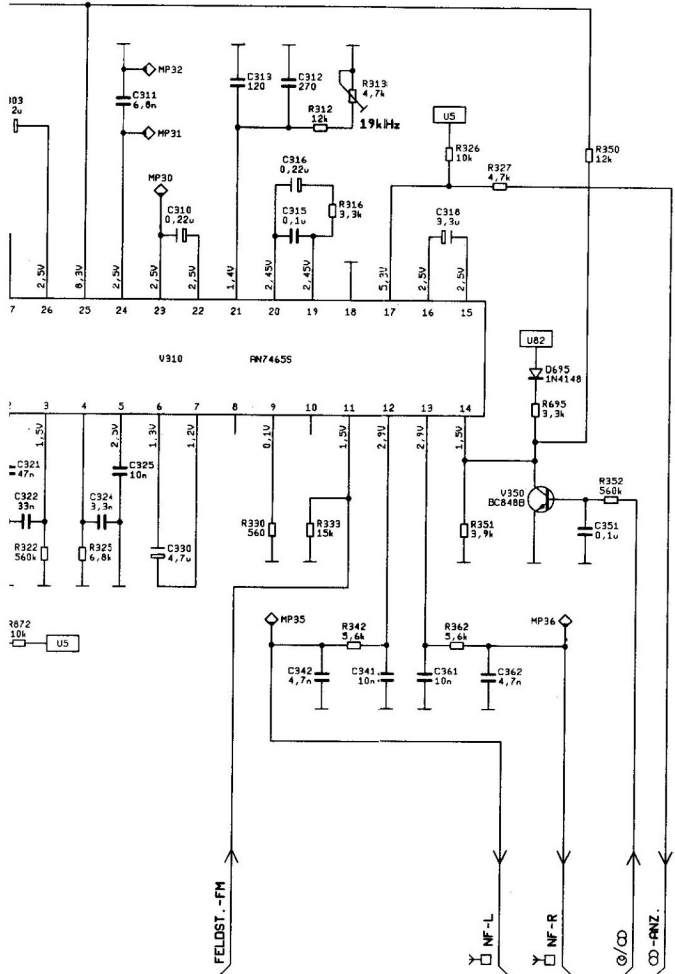 MP32
C311
6,8n
MP31
C313
120
C312
270
R313
4,7k
R312
12k
19kHz
U5
R326
10k
R327
4,7k
R350
12k
MP30
C310
0,22u
C316
0,22u
C315
0,1u
R316
3,3k
C318
3,3u
2,5V
8,3V
2,5V
2,5V
2,5V
1,4V
2,45V
2,45V
5,3V
2,5V
2,5V
26
25
24
23
22
21
20
19
18
17
16
15
V310
AN7465S
U82
D695
1N4148
R695
3,3k
3
4
5
6
7
8
9
10
11
12
13
14
1,5V
2,5V
1,3V
1,2V
0,1V
1,5V
2,9V
2,9V
1,5V
C321
47n
C325
10n
C322
33n
C324
3,3n
R322
560k
R325
6,8k
C330
4,7u
R330
560
R333
15k
R351
3,9k
V350
BC848B
R352
560k
C351
0,1u
R872
10k
U5
MP35
R342
5,6k
R362
5,6k
MP36
C342
4,7n
C341
10n
C361
10n
C362
4,7n
FELDST.-FM
NF-L
NF-R
-ANZ.